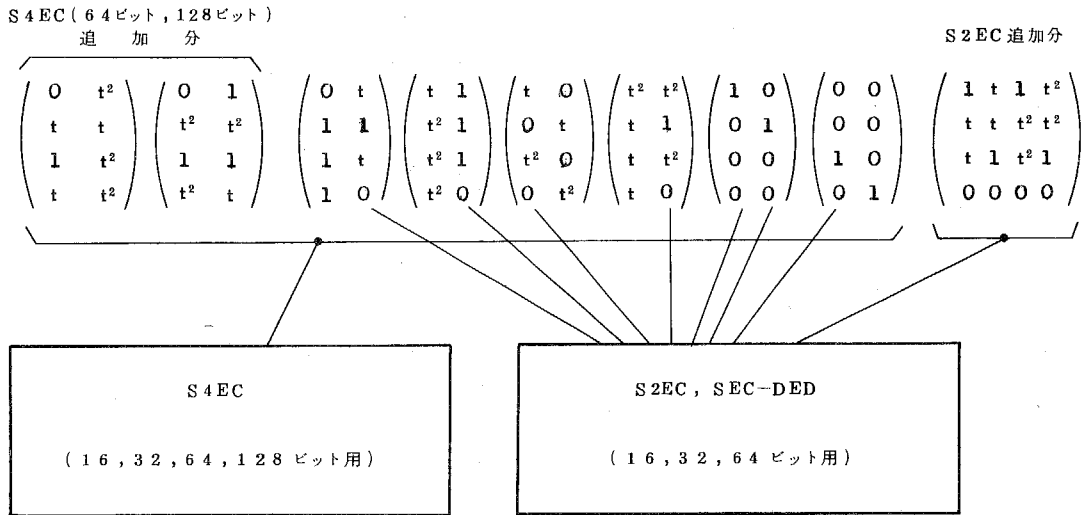 S4EC(64ビット,128ビット)
追 加 分
S2EC追加分
0 t² 0 1 0 t t 1 t 0 t² t² 1 0 0 0 1 t 1 t²
t t t² t² 1 1 t² 1 0 t t 1 0 1 0 0 t t t² t²
1 t² 1 1 1 t t² 1 t² 0 t t² 0 0 1 0 t 1 t² 1
t t² t² t 1 0 t² 0 0 t² t 0 0 0 0 1 0 0 0 0
S4EC
(16,32,64,128 ビット用)
S2EC,SEC-DED
(16,32,64 ビット用)